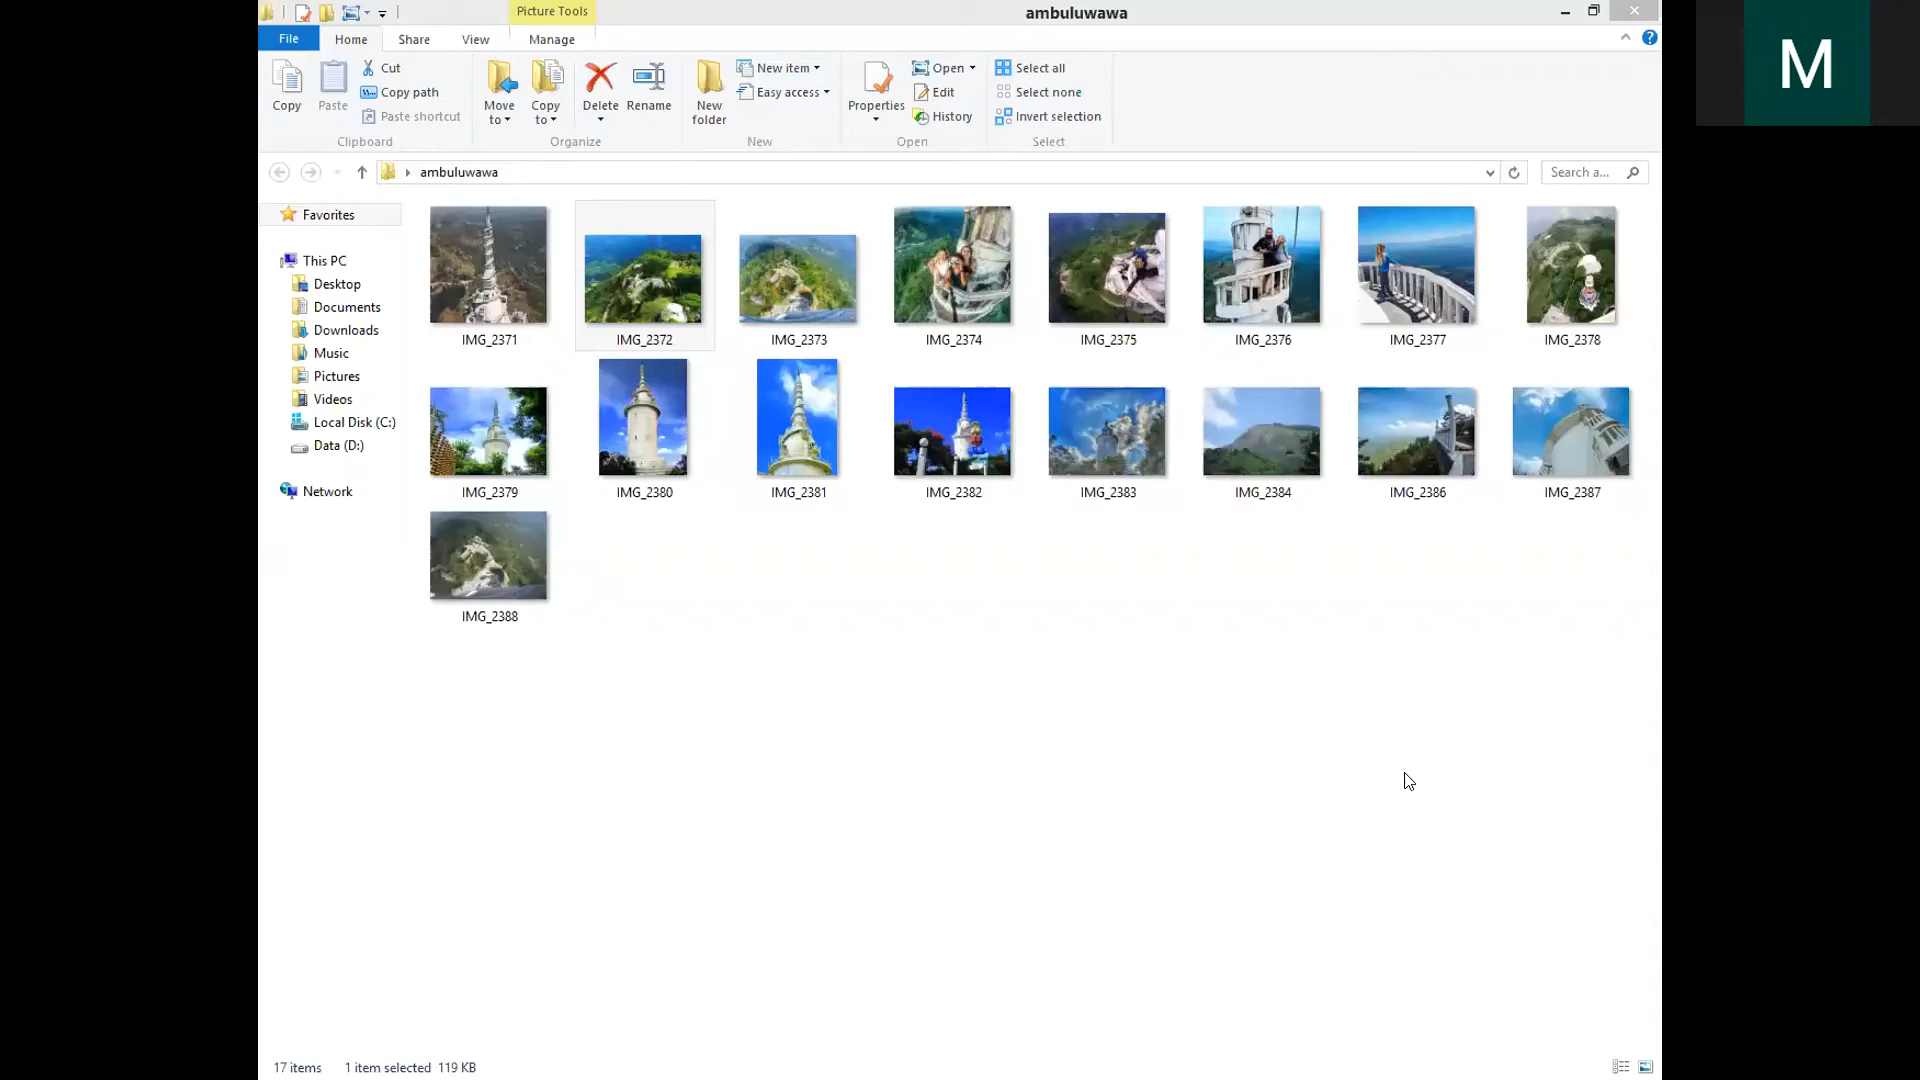 Picture Tools
ambuluwawa
File
Home
Share
View
Manage
Copy
Paste
Cut
Copy path
Paste shortcut
Clipboard
Move to
Copy to
Delete
Rename
Organize
New folder
New item
Easy access
New
Properties
Open
Edit
History
Open
Select all
Select none
Invert selection
Select
M
ambuluwawa
Search a...
Favorites
This PC
Desktop
Documents
Downloads
Music
Pictures
Videos
Local Disk (C:)
Data (D:)
Network
IMG_2371
IMG_2372
IMG_2373
IMG_2374
IMG_2375
IMG_2376
IMG_2377
IMG_2378
IMG_2379
IMG_2380
IMG_2381
IMG_2382
IMG_2383
IMG_2384
IMG_2386
IMG_2387
IMG_2388
17 items
1 item selected 119 KB